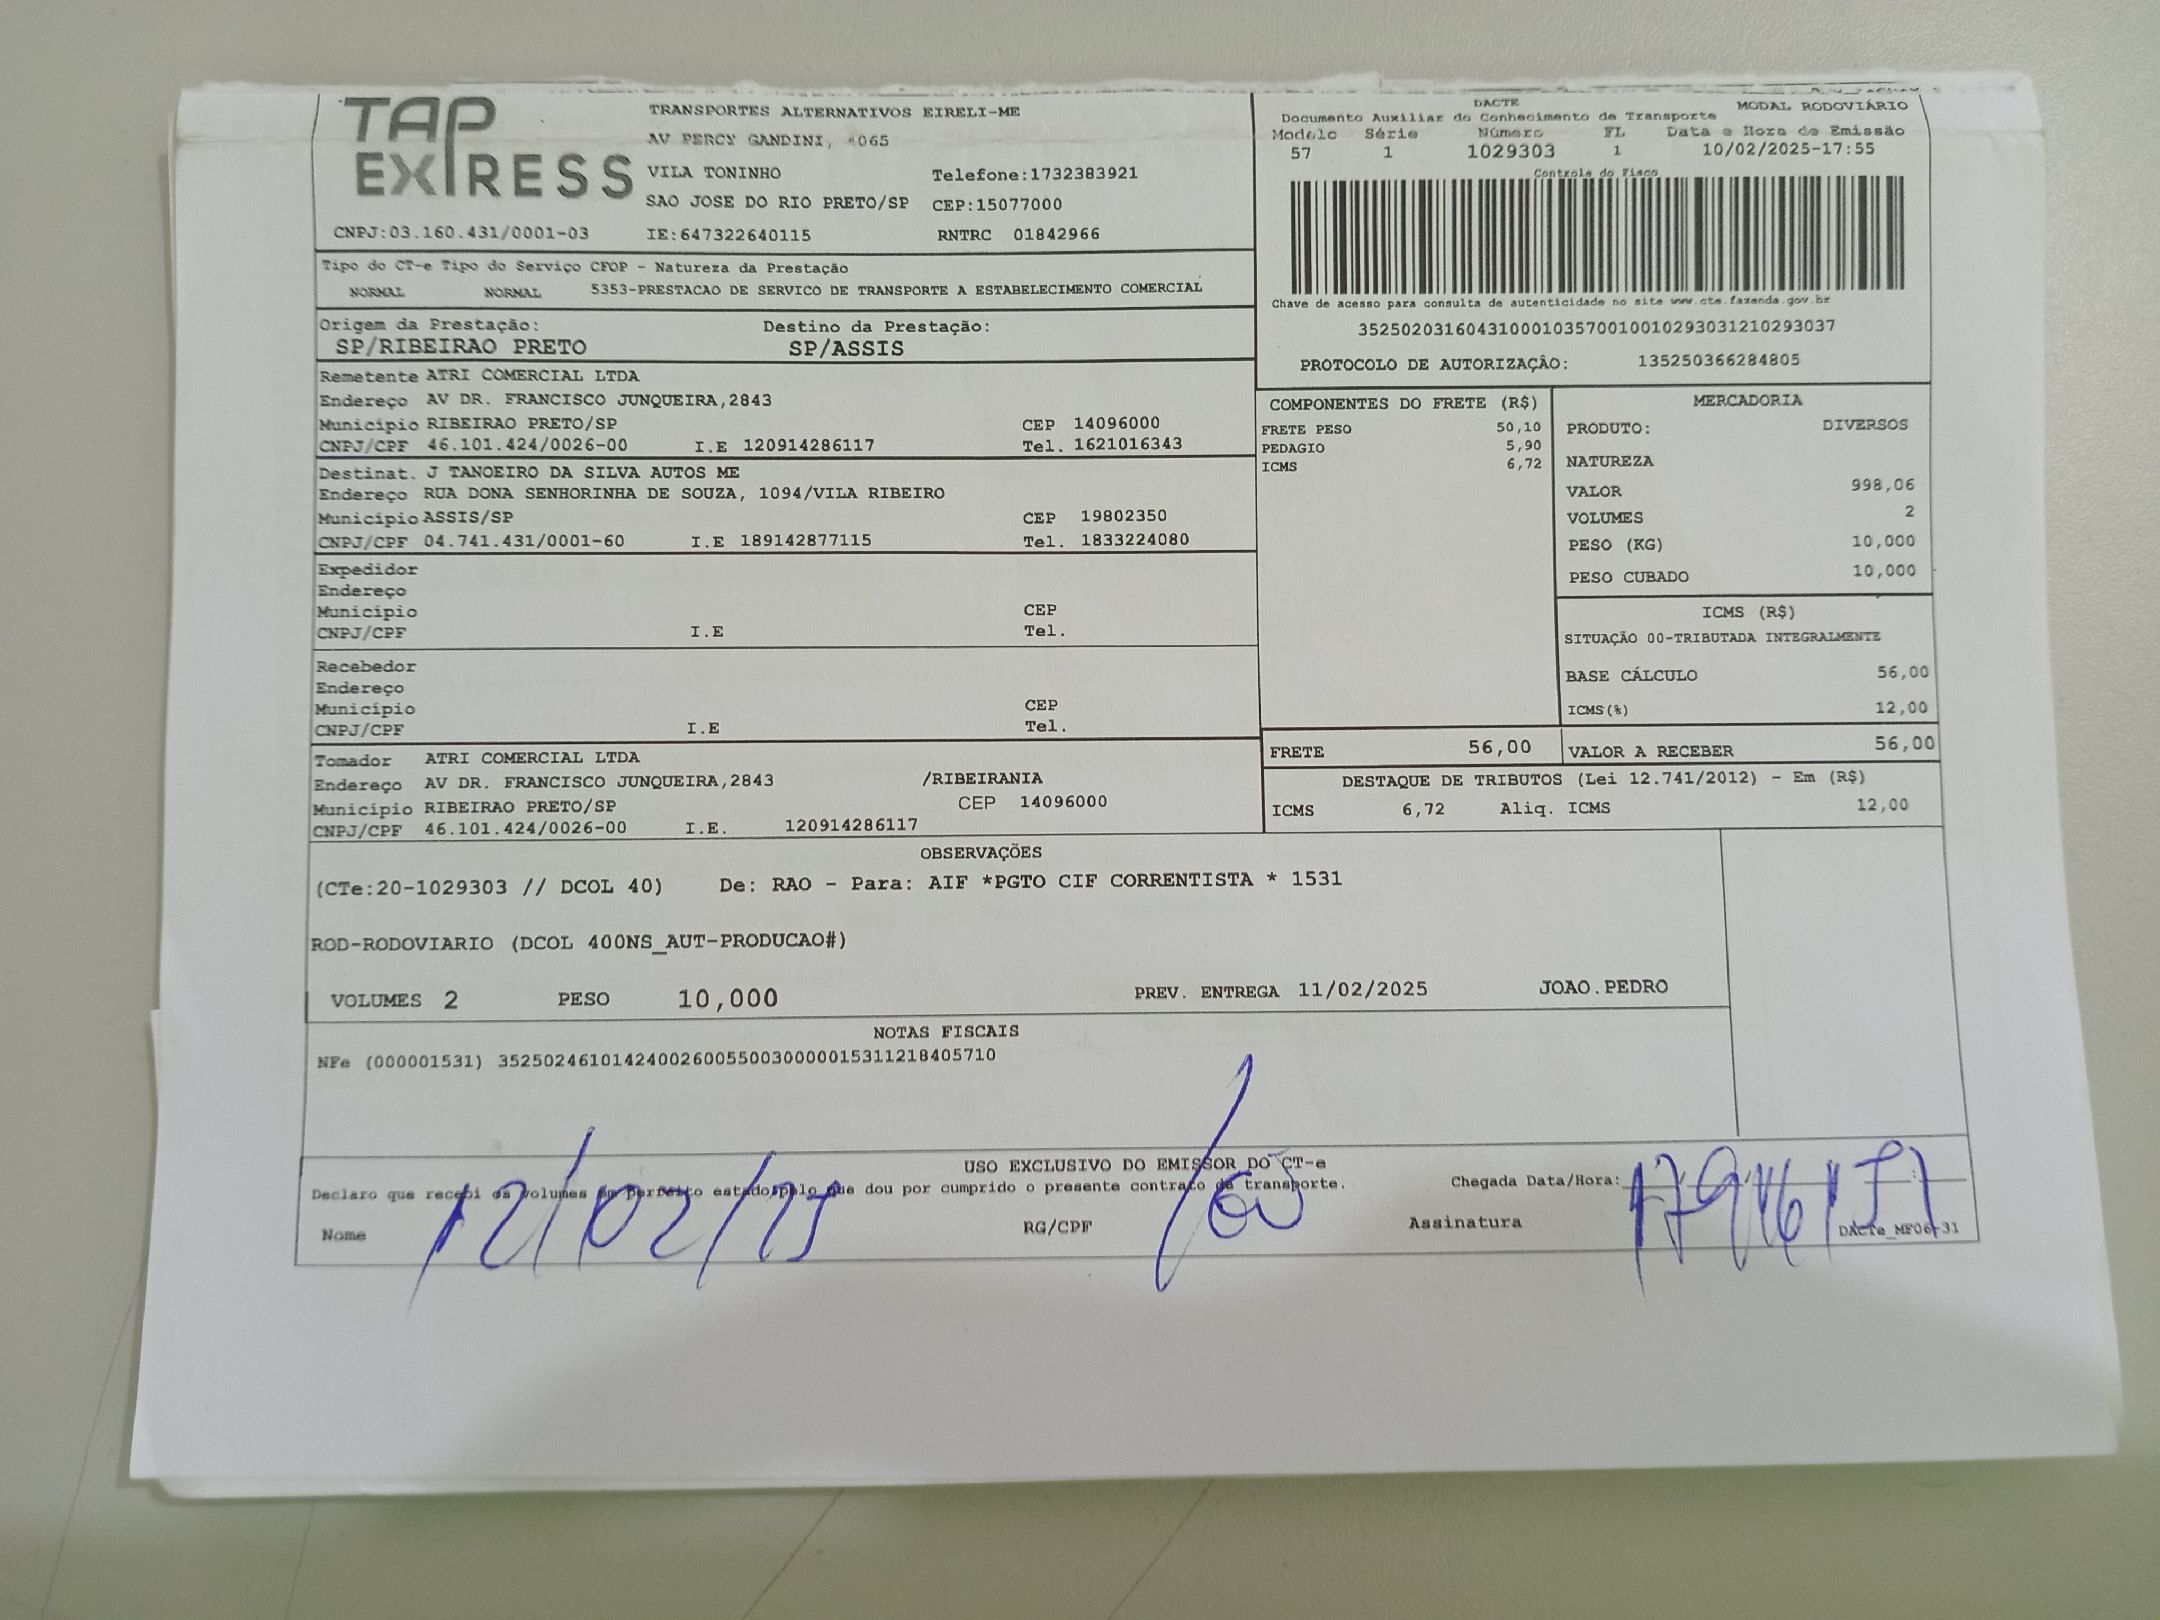 TAP EXPRESS
TRANSPORTES ALTERNATIVOS EIRELI-ME
AV PERCY GANDINI, 4065
VILA TONINHO Telefone:1732383921
SAO JOSE DO RIO PRETO/SP CEP:15077000
CNPJ:03.160.431/0001-03 IE:647322640115 RNTRC 01842966
DACTE MODAL RODOVIÁRIO
Documento Auxiliar do Conhecimento de Transporte
Modelo Série Número FL Data e Hora de Emissão
57 1 1029303 1 10/02/2025-17:55
Controle do Fisco
Chave de acesso para consulta de autenticidade no site www.cte.fazenda.gov.br
35250203160431000103570010010293031210293037
PROTOCOLO DE AUTORIZAÇÂO: 135250366284805
Tipo do CT-e Tipo do Serviço CFOP - Natureza da Prestação
NORMAL NORMAL 5353-PRESTACAO DE SERVICO DE TRANSPORTE A ESTABELECIMENTO COMERCIAL
Origem da Prestação: Destino da Prestação:
SP/RIBEIRAO PRETO SP/ASSIS
Remetente ATRI COMERCIAL LTDA
Endereço AV DR. FRANCISCO JUNQUEIRA,2843
Município RIBEIRAO PRETO/SP CEP 14096000
CNPJ/CPF 46.101.424/0026-00 I.E 120914286117 Tel. 1621016343
Destinat. J TANOEIRO DA SILVA AUTOS ME
Endereço RUA DONA SENHORINHA DE SOUZA, 1094/VILA RIBEIRO
Município ASSIS/SP CEP 19802350
CNPJ/CPF 04.741.431/0001-60 I.E 189142877115 Tel. 1833224080
Expedidor
Endereço
Município CEP
CNPJ/CPF I.E Tel.
Recebedor
Endereço
Município CEP
CNPJ/CPF I.E Tel.
Tomador ATRI COMERCIAL LTDA
Endereço AV DR. FRANCISCO JUNQUEIRA,2843 /RIBEIRANIA
Município RIBEIRAO PRETO/SP CEP 14096000
CNPJ/CPF 46.101.424/0026-00 I.E. 120914286117
COMPONENTES DO FRETE (R$)
FRETE PESO 50,10
PEDAGIO 5,90
ICMS 6,72
MERCADORIA
PRODUTO: DIVERSOS
NATUREZA
VALOR 998,06
VOLUMES 2
PESO (KG) 10,000
PESO CUBADO 10,000
ICMS (R$)
SITUAÇÃO 00-TRIBUTADA INTEGRALMENTE
BASE CÁLCULO 56,00
ICMS(%) 12,00
FRETE 56,00 VALOR A RECEBER 56,00
DESTAQUE DE TRIBUTOS (Lei 12.741/2012) - Em (R$)
ICMS 6,72 Aliq. ICMS 12,00
OBSERVAÇÕES
(CTe:20-1029303 // DCOL 40) De: RAO - Para: AIF *PGTO CIF CORRENTISTA * 1531
ROD-RODOVIARIO (DCOL 400NS_AUT-PRODUCAO#)
VOLUMES 2 PESO 10,000 PREV. ENTREGA 11/02/2025 JOAO.PEDRO
NOTAS FISCAIS
NFe (000001531) 35250246101424002600550030000015311218405710
USO EXCLUSIVO DO EMISSOR DO CT-e
Declaro que recebi os volumes em perfeito estado pelo que dou por cumprido o presente contrato de transporte. Chegada Data/Hora:
Nome 12/02/25 RG/CPF Assinatura
DACTe_MF06-31